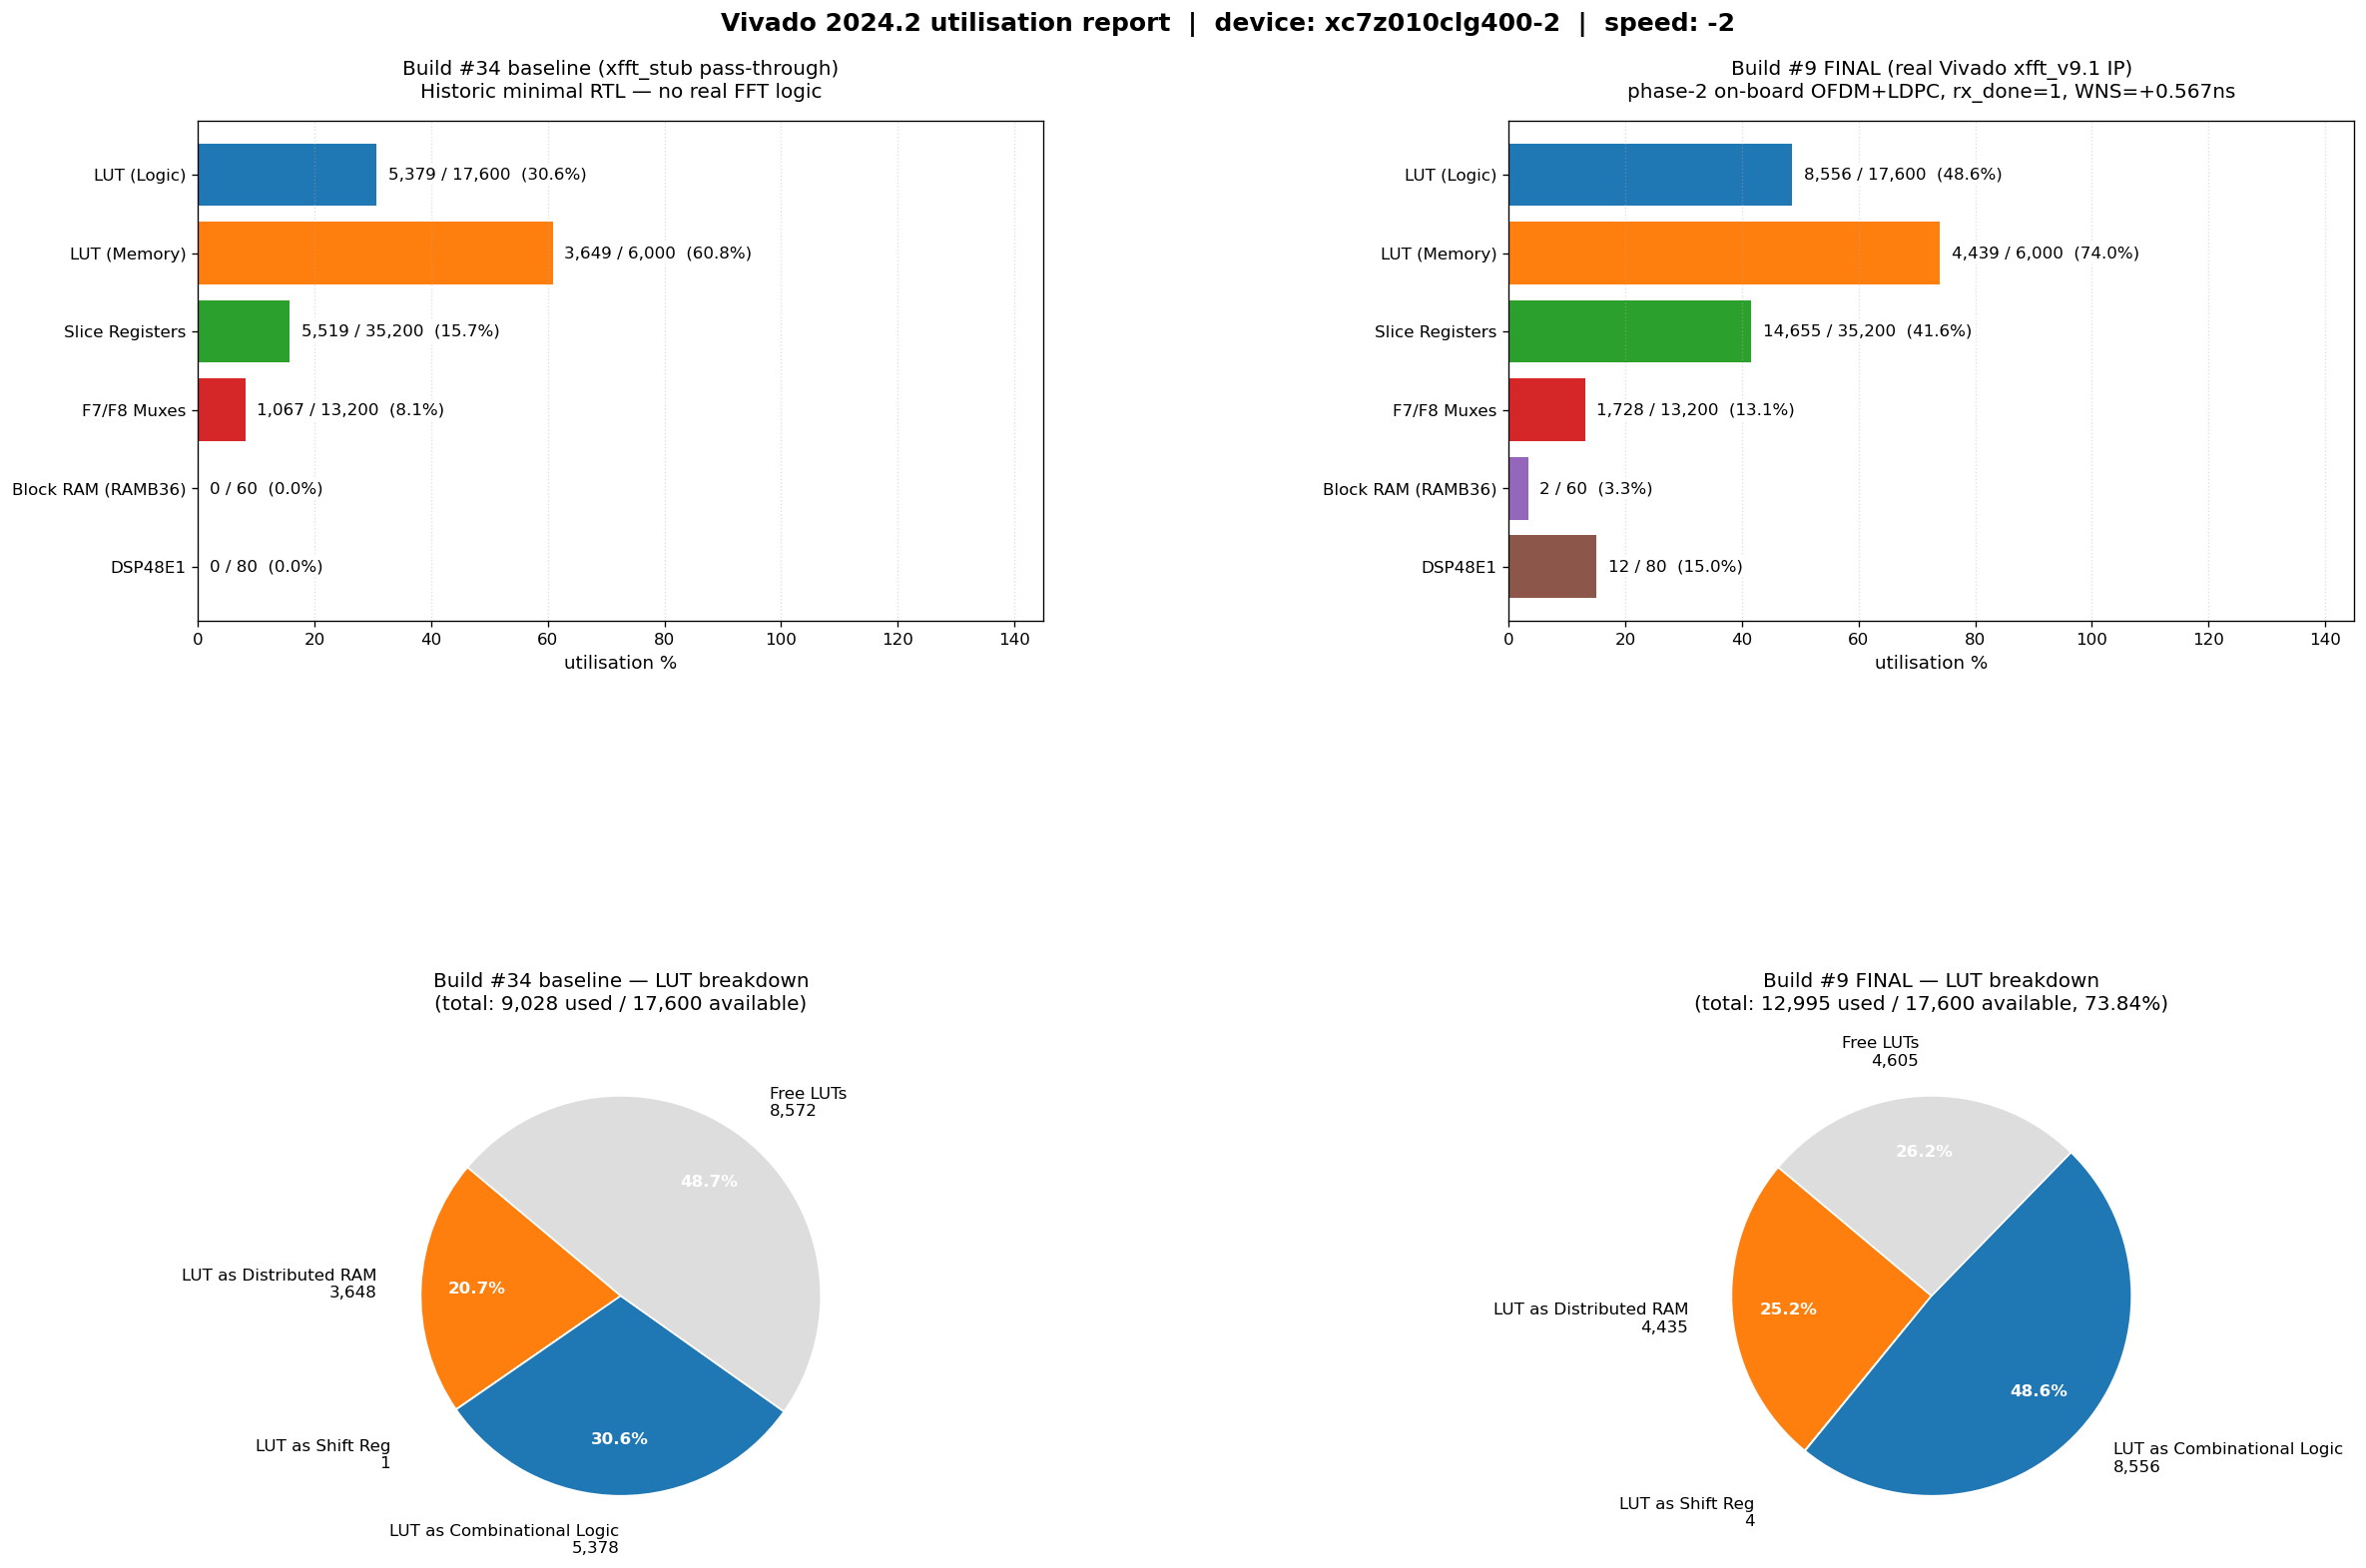 Vivado 2024.2 utilisation report  |  device: xc7z010clg400-2  |  speed: -2
Build #34 baseline (xfft_stub pass-through)
Historic minimal RTL — no real FFT logic
LUT (Logic)
5,379 / 17,600  (30.6%)
LUT (Memory)
3,649 / 6,000  (60.8%)
Slice Registers
5,519 / 35,200  (15.7%)
F7/F8 Muxes
1,067 / 13,200  (8.1%)
Block RAM (RAMB36)
0 / 60  (0.0%)
DSP48E1
0 / 80  (0.0%)
0 20 40 60 80 100 120 140
utilisation %
Build #9 FINAL (real Vivado xfft_v9.1 IP)
phase-2 on-board OFDM+LDPC, rx_done=1, WNS=+0.567ns
LUT (Logic)
8,556 / 17,600  (48.6%)
LUT (Memory)
4,439 / 6,000  (74.0%)
Slice Registers
14,655 / 35,200  (41.6%)
F7/F8 Muxes
1,728 / 13,200  (13.1%)
Block RAM (RAMB36)
2 / 60  (3.3%)
DSP48E1
12 / 80  (15.0%)
0 20 40 60 80 100 120 140
utilisation %
Build #34 baseline — LUT breakdown
(total: 9,028 used / 17,600 available)
Free LUTs
8,572
48.7%
LUT as Distributed RAM
3,648
20.7%
LUT as Shift Reg
1
30.6%
LUT as Combinational Logic
5,378
Build #9 FINAL — LUT breakdown
(total: 12,995 used / 17,600 available, 73.84%)
Free LUTs
4,605
26.2%
LUT as Distributed RAM
4,435
25.2%
48.6%
LUT as Combinational Logic
8,556
LUT as Shift Reg
4